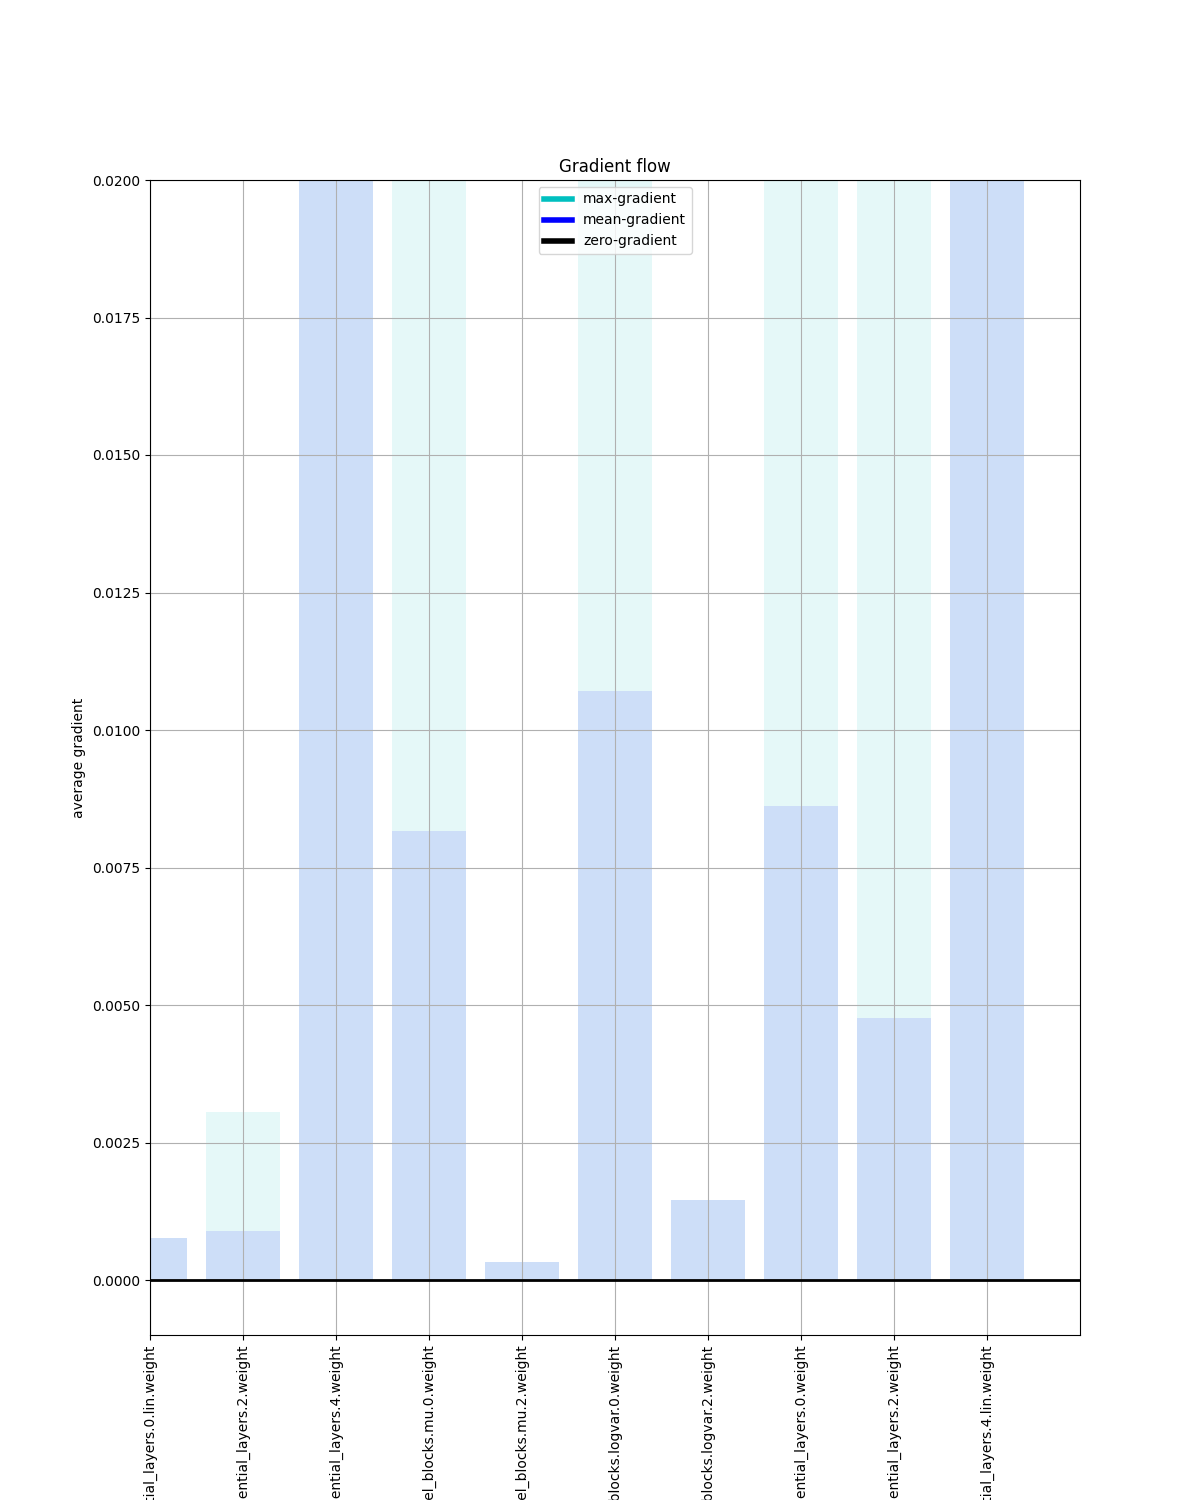 Gradient flow
max-gradient
mean-gradient
zero-gradient
0.0200
0.0175
0.0150
0.0125
0.0100
0.0075
0.0050
0.0025
0.0000
average gradient
tial_layers.0.lin.weight
ential_layers.2.weight
ential_layers.4.weight
el_blocks.mu.0.weight
el_blocks.mu.2.weight
blocks.logvar.0.weight
blocks.logvar.2.weight
ential_layers.0.weight
ential_layers.2.weight
tial_layers.4.lin.weight